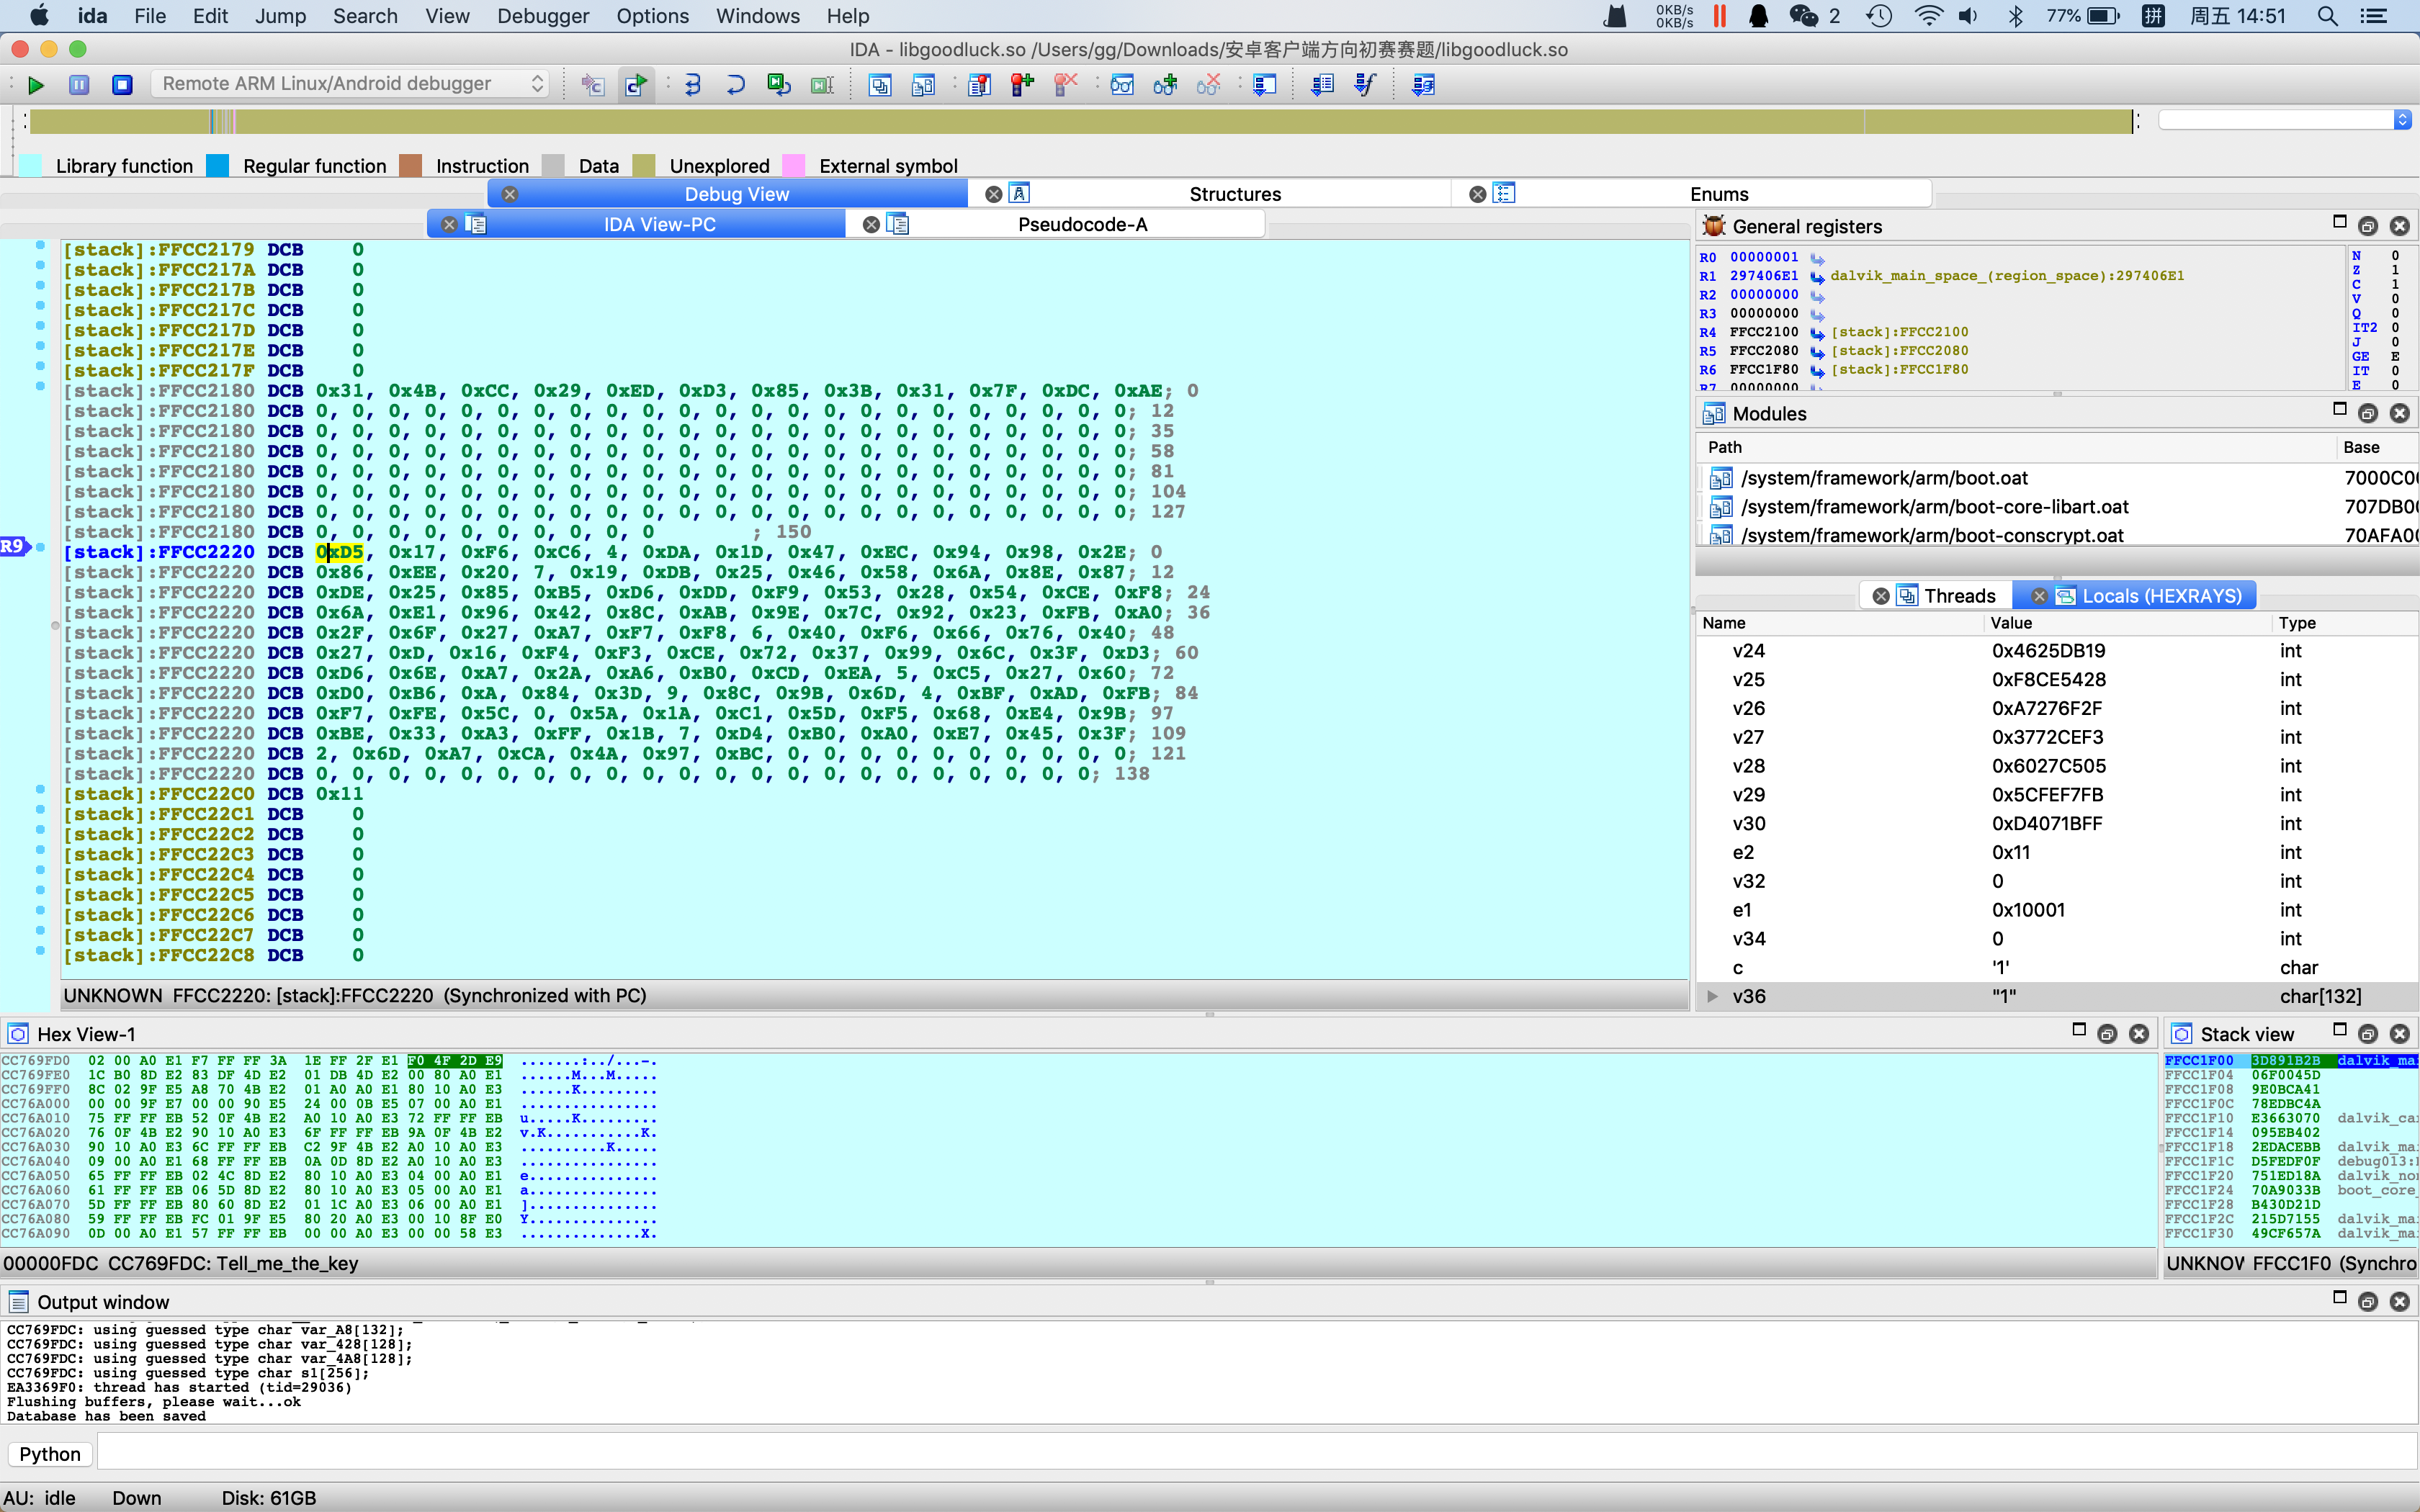 ida File Edit Jump Search View Debugger Options Windows Help 0KB/s 0KB/s 2 77% 拼 周五 14:51
IDA - libgoodluck.so /Users/gg/Downloads/安卓客户端方向初赛赛题/libgoodluck.so
Remote ARM Linux/Android debugger
Library function Regular function Instruction Data Unexplored External symbol
Debug View Structures Enums
IDA View-PC Pseudocode-A
[stack]:FFCC2179 DCB 0
[stack]:FFCC217A DCB 0
[stack]:FFCC217B DCB 0
[stack]:FFCC217C DCB 0
[stack]:FFCC217D DCB 0
[stack]:FFCC217E DCB 0
[stack]:FFCC217F DCB 0
[stack]:FFCC2180 DCB 0x31, 0x4B, 0xCC, 0x29, 0xED, 0xD3, 0x85, 0x3B, 0x31, 0x7F, 0xDC, 0xAE; 0
[stack]:FFCC2180 DCB 0, 0, 0, 0, 0, 0, 0, 0, 0, 0, 0, 0, 0, 0, 0, 0, 0, 0, 0, 0, 0, 0, 0; 12
[stack]:FFCC2180 DCB 0, 0, 0, 0, 0, 0, 0, 0, 0, 0, 0, 0, 0, 0, 0, 0, 0, 0, 0, 0, 0, 0, 0; 35
[stack]:FFCC2180 DCB 0, 0, 0, 0, 0, 0, 0, 0, 0, 0, 0, 0, 0, 0, 0, 0, 0, 0, 0, 0, 0, 0, 0; 58
[stack]:FFCC2180 DCB 0, 0, 0, 0, 0, 0, 0, 0, 0, 0, 0, 0, 0, 0, 0, 0, 0, 0, 0, 0, 0, 0, 0; 81
[stack]:FFCC2180 DCB 0, 0, 0, 0, 0, 0, 0, 0, 0, 0, 0, 0, 0, 0, 0, 0, 0, 0, 0, 0, 0, 0, 0; 104
[stack]:FFCC2180 DCB 0, 0, 0, 0, 0, 0, 0, 0, 0, 0, 0, 0, 0, 0, 0, 0, 0, 0, 0, 0, 0, 0, 0; 127
[stack]:FFCC2180 DCB 0, 0, 0, 0, 0, 0, 0, 0, 0, 0 ; 150
R9 [stack]:FFCC2220 DCB 0xD5, 0x17, 0xF6, 0xC6, 4, 0xDA, 0x1D, 0x47, 0xEC, 0x94, 0x98, 0x2E; 0
[stack]:FFCC2220 DCB 0x86, 0xEE, 0x20, 7, 0x19, 0xDB, 0x25, 0x46, 0x58, 0x6A, 0x8E, 0x87; 12
[stack]:FFCC2220 DCB 0xDE, 0x25, 0x85, 0xB5, 0xD6, 0xDD, 0xF9, 0x53, 0x28, 0x54, 0xCE, 0xF8; 24
[stack]:FFCC2220 DCB 0x6A, 0xE1, 0x96, 0x42, 0x8C, 0xAB, 0x9E, 0x7C, 0x92, 0x23, 0xFB, 0xA0; 36
[stack]:FFCC2220 DCB 0x2F, 0x6F, 0x27, 0xA7, 0xF7, 0xF8, 6, 0x40, 0xF6, 0x66, 0x76, 0x40; 48
[stack]:FFCC2220 DCB 0x27, 0xD, 0x16, 0xF4, 0xF3, 0xCE, 0x72, 0x37, 0x99, 0x6C, 0x3F, 0xD3; 60
[stack]:FFCC2220 DCB 0xD6, 0x6E, 0xA7, 0x2A, 0xA6, 0xB0, 0xCD, 0xEA, 5, 0xC5, 0x27, 0x60; 72
[stack]:FFCC2220 DCB 0xD0, 0xB6, 0xA, 0x84, 0x3D, 9, 0x8C, 0x9B, 0x6D, 4, 0xBF, 0xAD, 0xFB; 84
[stack]:FFCC2220 DCB 0xF7, 0xFE, 0x5C, 0, 0x5A, 0x1A, 0xC1, 0x5D, 0xF5, 0x68, 0xE4, 0x9B; 97
[stack]:FFCC2220 DCB 0xBE, 0x33, 0xA3, 0xFF, 0x1B, 7, 0xD4, 0xB0, 0xA0, 0xE7, 0x45, 0x3F; 109
[stack]:FFCC2220 DCB 2, 0x6D, 0xA7, 0xCA, 0x4A, 0x97, 0xBC, 0, 0, 0, 0, 0, 0, 0, 0, 0, 0; 121
[stack]:FFCC2220 DCB 0, 0, 0, 0, 0, 0, 0, 0, 0, 0, 0, 0, 0, 0, 0, 0, 0, 0, 0, 0, 0, 0; 138
[stack]:FFCC22C0 DCB 0x11
[stack]:FFCC22C1 DCB 0
[stack]:FFCC22C2 DCB 0
[stack]:FFCC22C3 DCB 0
[stack]:FFCC22C4 DCB 0
[stack]:FFCC22C5 DCB 0
[stack]:FFCC22C6 DCB 0
[stack]:FFCC22C7 DCB 0
[stack]:FFCC22C8 DCB 0
UNKNOWN FFCC2220: [stack]:FFCC2220 (Synchronized with PC)
General registers
R0 00000001
R1 297406E1 dalvik_main_space_(region_space):297406E1
R2 00000000
R3 00000000
R4 FFCC2100 [stack]:FFCC2100
R5 FFCC2080 [stack]:FFCC2080
R6 FFCC1F80 [stack]:FFCC1F80
R7 00000000
N 0
Z 1
C 1
V 0
Q 0
IT2 0
J 0
GE E
IT 0
E 0
Modules
Path Base
/system/framework/arm/boot.oat 7000C0
/system/framework/arm/boot-core-libart.oat 707DB0
/system/framework/arm/boot-conscrypt.oat 70AFA0
Threads Locals (HEXRAYS)
Name Value Type
v24 0x4625DB19 int
v25 0xF8CE5428 int
v26 0xA7276F2F int
v27 0x3772CEF3 int
v28 0x6027C505 int
v29 0x5CFEF7FB int
v30 0xD4071BFF int
e2 0x11 int
v32 0 int
e1 0x10001 int
v34 0 int
c '1' char
v36 "1" char[132]
Hex View-1
CC769FD0 02 00 A0 E1 F7 FF FF 3A 1E FF 2F E1 F0 4F 2D E9 .......:../..-.
CC769FE0 1C B0 8D E2 83 DF 4D E2 01 DB 4D E2 00 80 A0 E1 ......M...M.....
CC769FF0 8C 02 9F E5 A8 70 4B E2 01 A0 A0 E1 80 10 A0 E3 ......K.........
CC76A000 00 00 9F E7 00 00 90 E5 24 00 0B E5 07 00 A0 E1 ................
CC76A010 75 FF FF EB 52 0F 4B E2 A0 10 A0 E3 72 FF FF EB u.....K.........
CC76A020 76 0F 4B E2 90 10 A0 E3 6F FF FF EB 9A 0F 4B E2 v.K...........K.
CC76A030 90 10 A0 E3 6C FF FF EB C2 9F 4B E2 A0 10 A0 E3 ..........K.....
CC76A040 09 00 A0 E1 68 FF FF EB 0A 0D 8D E2 A0 10 A0 E3 ................
CC76A050 65 FF FF EB 02 4C 8D E2 80 10 A0 E3 04 00 A0 E1 e...............
CC76A060 61 FF FF EB 06 5D 8D E2 80 10 A0 E3 05 00 A0 E1 a...............
CC76A070 5D FF FF EB 80 60 8D E2 01 1C A0 E3 06 00 A0 E1 ]...............
CC76A080 59 FF FF EB FC 01 9F E5 80 20 A0 E3 00 10 8F E0 Y...............
CC76A090 0D 00 A0 E1 57 FF FF EB 00 00 A0 E3 00 00 58 E3 ..............X.
00000FDC CC769FDC: Tell_me_the_key
Stack view
FFCC1F00 3D891B2B dalvik_ma
FFCC1F04 06F0045D
FFCC1F08 9E0BCA41
FFCC1F0C 78EDBC4A
FFCC1F10 E3663070 dalvik_ca
FFCC1F14 095EB402
FFCC1F18 2EDACEBB dalvik_ma
FFCC1F1C D5FEDF0F debug013:
FFCC1F20 751ED18A dalvik_no
FFCC1F24 70A9033B boot_core_
FFCC1F28 B430D21D
FFCC1F2C 215D7155 dalvik_ma
FFCC1F30 49CF657A dalvik_ma
UNKNOW FFCC1F0 (Synchro
Output window
CC769FDC: using guessed type char var_A8[132];
CC769FDC: using guessed type char var_428[128];
CC769FDC: using guessed type char var_4A8[128];
CC769FDC: using guessed type char s1[256];
EA3369F0: thread has started (tid=29036)
Flushing buffers, please wait...ok
Database has been saved
Python
AU: idle Down Disk: 61GB